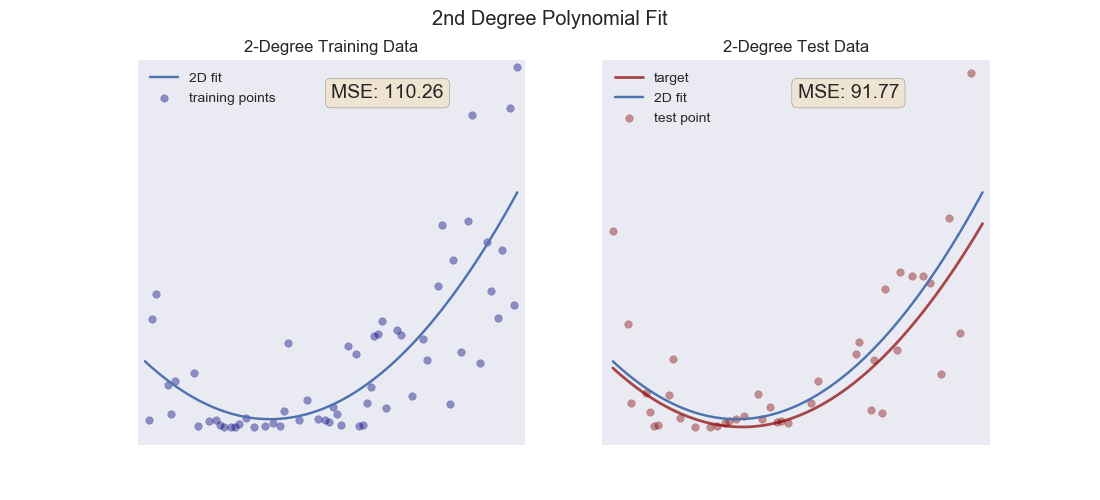 2nd Degree Polynomial Fit
2-Degree Training Data
2D fit
training points
MSE: 110.26
2-Degree Test Data
target
2D fit
test point
MSE: 91.77